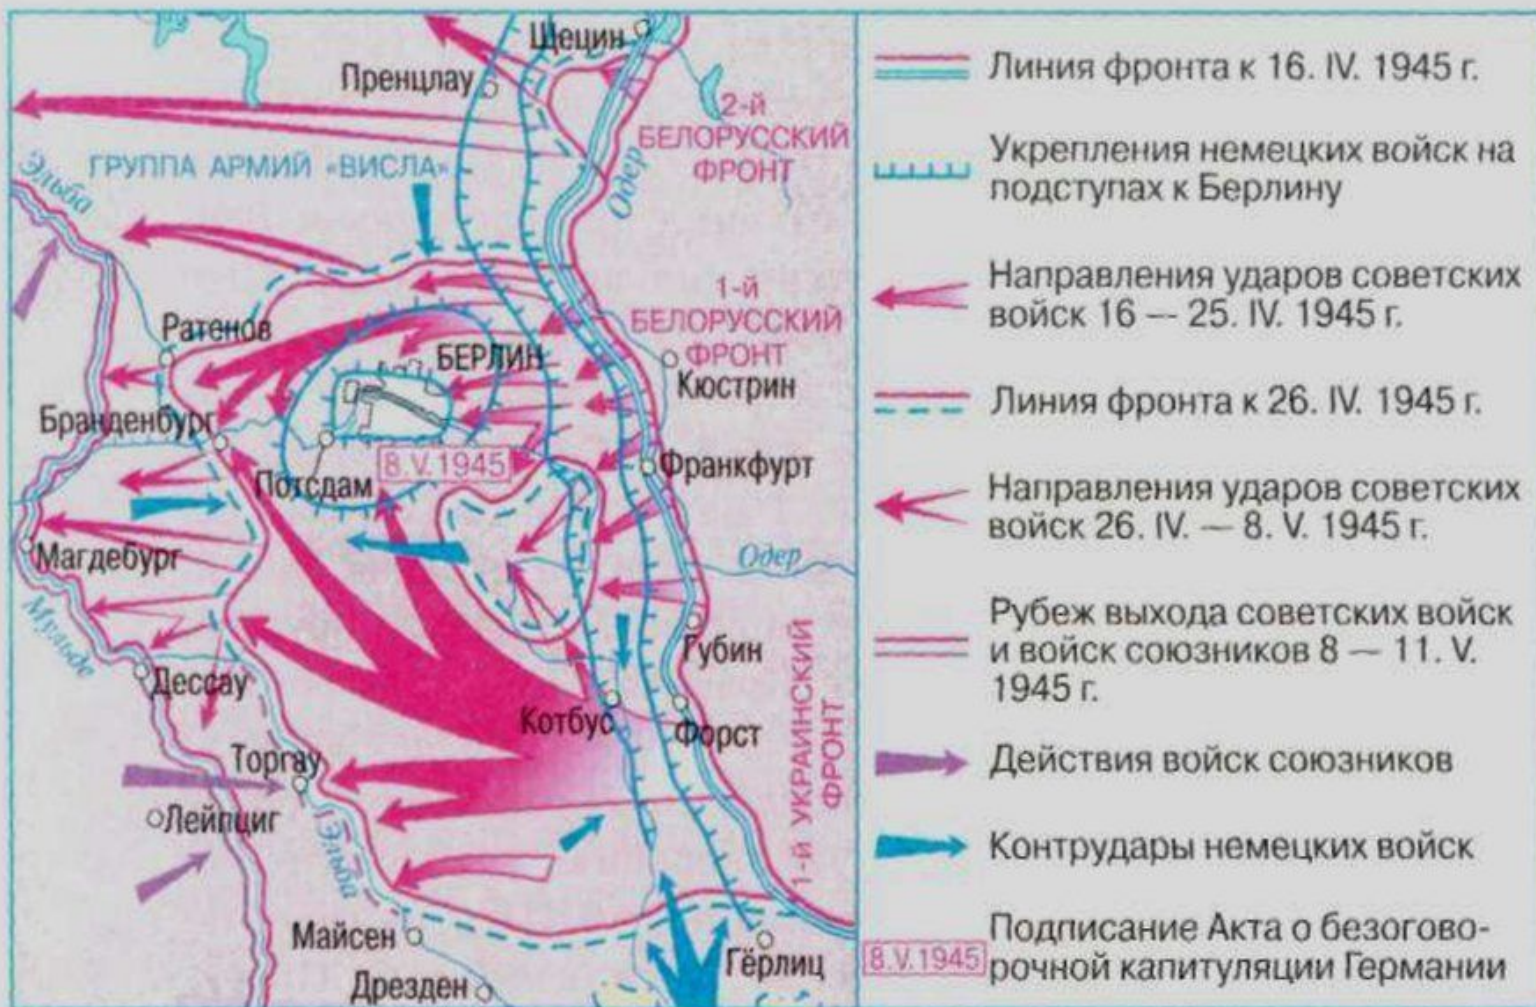 Щецин
Пренцлау
2-й
БЕЛОРУССКИЙ
ФРОНТ
ГРУППА АРМИЙ «ВИСЛА»
Эльба
Одер
1-й
БЕЛОРУССКИЙ
ФРОНТ
Ратенов
БЕРЛИН
Кюстрин
Бранденбург
8.V.1945
Франкфурт
Потсдам
Магдебург
Одер
Мульде
Губин
Дессау
Котбус
Форст
1-й УКРАИНСКИЙ
ФРОНТ
Торгау
Лейпциг
Эльба
Майсен
Гёрлиц
Дрезден
Линия фронта к 16. IV. 1945 г.
Укрепления немецких войск на
подступах к Берлину
Направления ударов советских
войск 16 — 25. IV. 1945 г.
Линия фронта к 26. IV. 1945 г.
Направления ударов советских
войск 26. IV. — 8. V. 1945 г.
Рубеж выхода советских войск
и войск союзников 8 — 11. V.
1945 г.
Действия войск союзников
Контрудары немецких войск
8.V.1945
Подписание Акта о безогово-
рочной капитуляции Германии